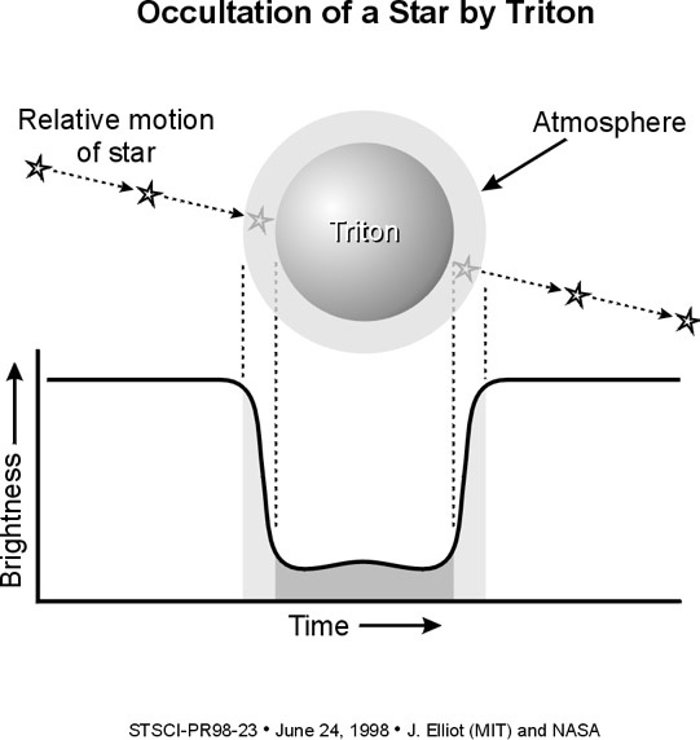 Occultation of a Star by Triton
Relative motion
of star
Atmosphere
Triton
Brightness
Time
STSCI-PR98-23 • June 24, 1998 • J. Elliot (MIT) and NASA